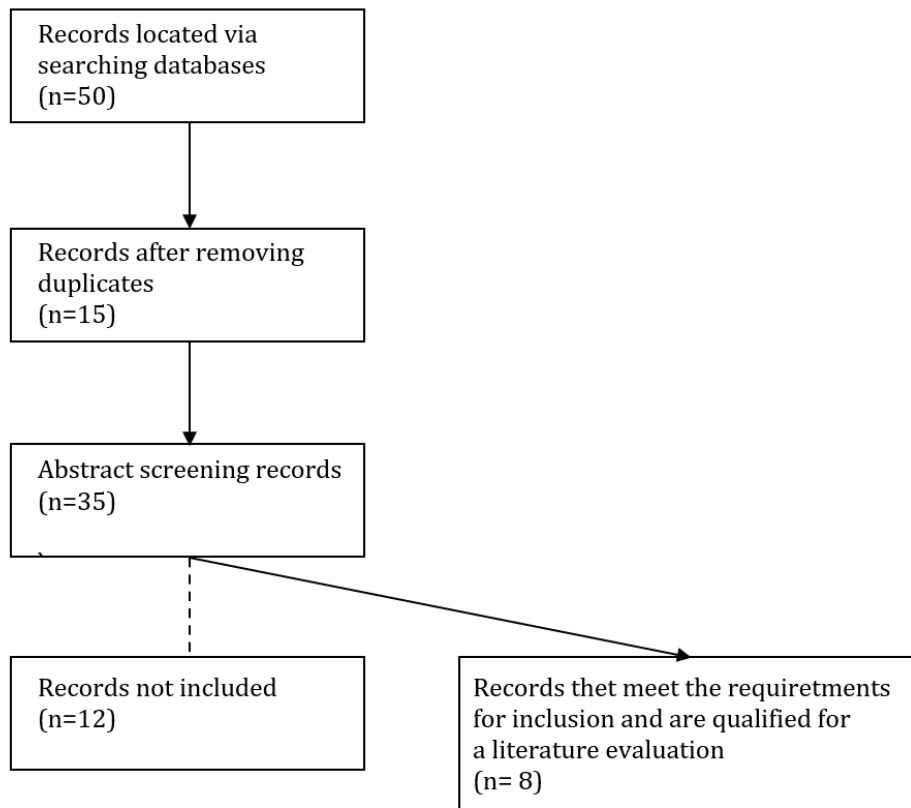 Records located via
searching databases
(n=50)
Records after removing
duplicates
(n=15)
Abstract screening records
(n=35)
Records not included
(n=12)
Records thet meet the requiretments
for inclusion and are qualified for
a literature evaluation
(n= 8)